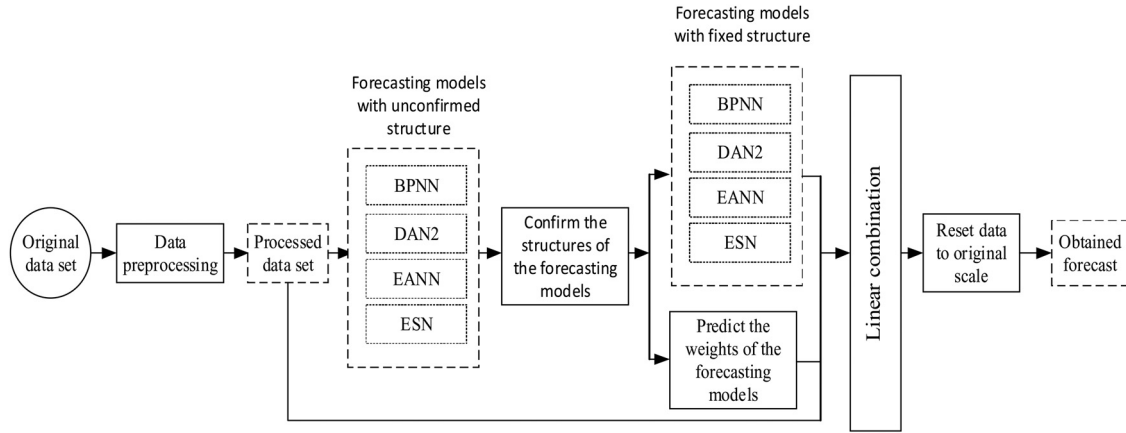 Original
data set
Data
preprocessing
Processed
data set
Forecasting models
with unconfirmed
structure
BPNN
DAN2
EANN
ESN
Confirm the
structures of
the forecasting
models
Forecasting models
with fixed structure
BPNN
DAN2
EANN
ESN
Predict the
weights of the
forecasting
models
Linear combination
Reset data
to original
scale
Obtained
forecast